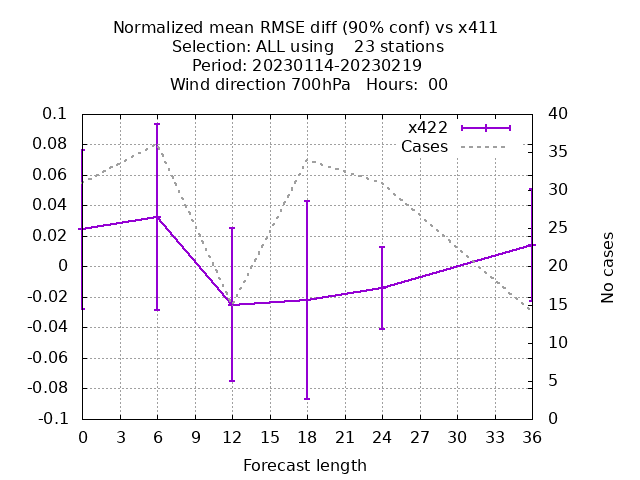 Normalized mean RMSE diff (90% conf) vs x411
Selection: ALL using    23 stations
Period: 20230114-20230219
Wind direction 700hPa   Hours:  00
x422
Cases
0.1
0.08
0.06
0.04
0.02
0
-0.02
-0.04
-0.06
-0.08
-0.1
40
35
30
25
20
15
10
5
0
No cases
0 3 6 9 12 15 18 21 24 27 30 33 36
Forecast length